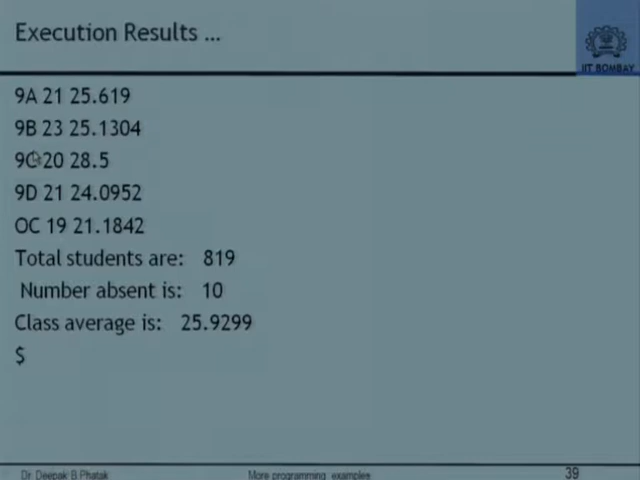 Execution Results ...
IIT BOMBAY
9A 21 25.619
9B 23 25.1304
9C 20 28.5
9D 21 24.0952
OC 19 21.1842
Total students are: 819
Number absent is: 10
Class average is: 25.9299
$
Dr. Deepak B Phatak
More programming examples
39